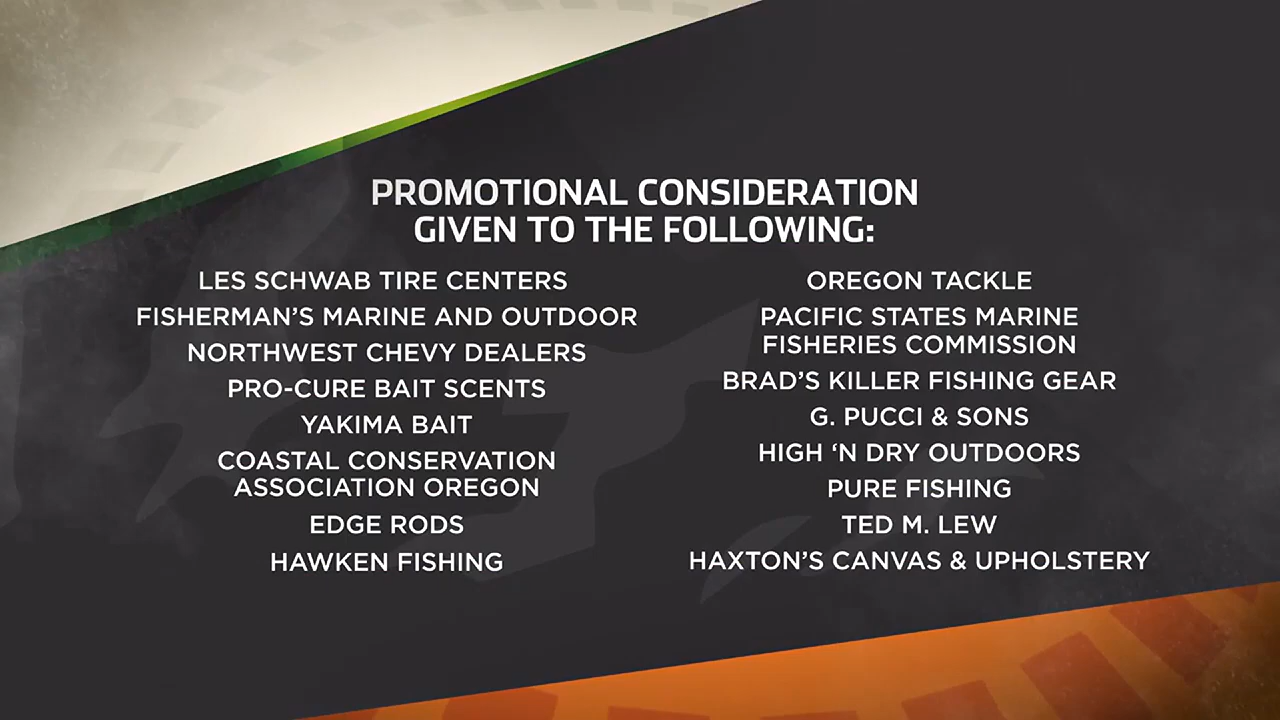 PROMOTIONAL CONSIDERATION
GIVEN TO THE FOLLOWING:
LES SCHWAB TIRE CENTERS
FISHERMAN’S MARINE AND OUTDOOR
NORTHWEST CHEVY DEALERS
PRO-CURE BAIT SCENTS
YAKIMA BAIT
COASTAL CONSERVATION
ASSOCIATION OREGON
EDGE RODS
HAWKEN FISHING
OREGON TACKLE
PACIFIC STATES MARINE
FISHERIES COMMISSION
BRAD’S KILLER FISHING GEAR
G. PUCCI & SONS
HIGH ‘N DRY OUTDOORS
PURE FISHING
TED M. LEW
HAXTON’S CANVAS & UPHOLSTERY